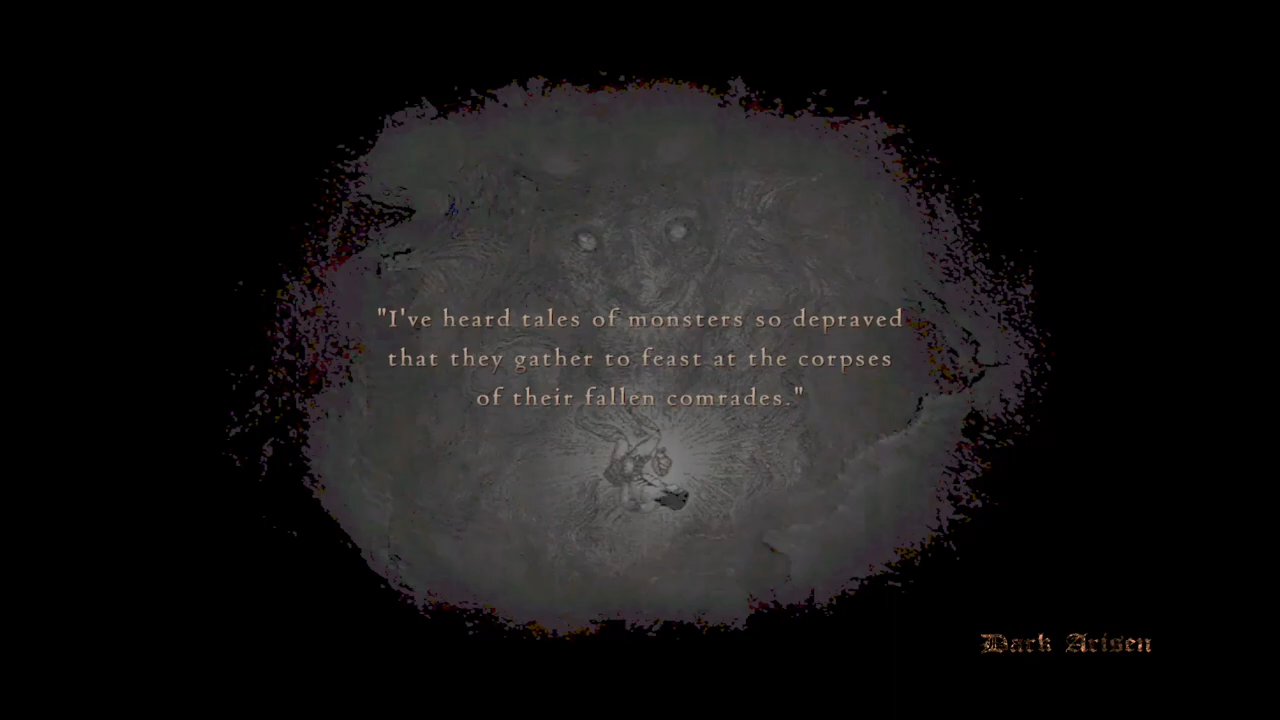 "I've heard tales of monsters so depraved
that they gather to feast at the corpses
of their fallen comrades."
Dark Arisen